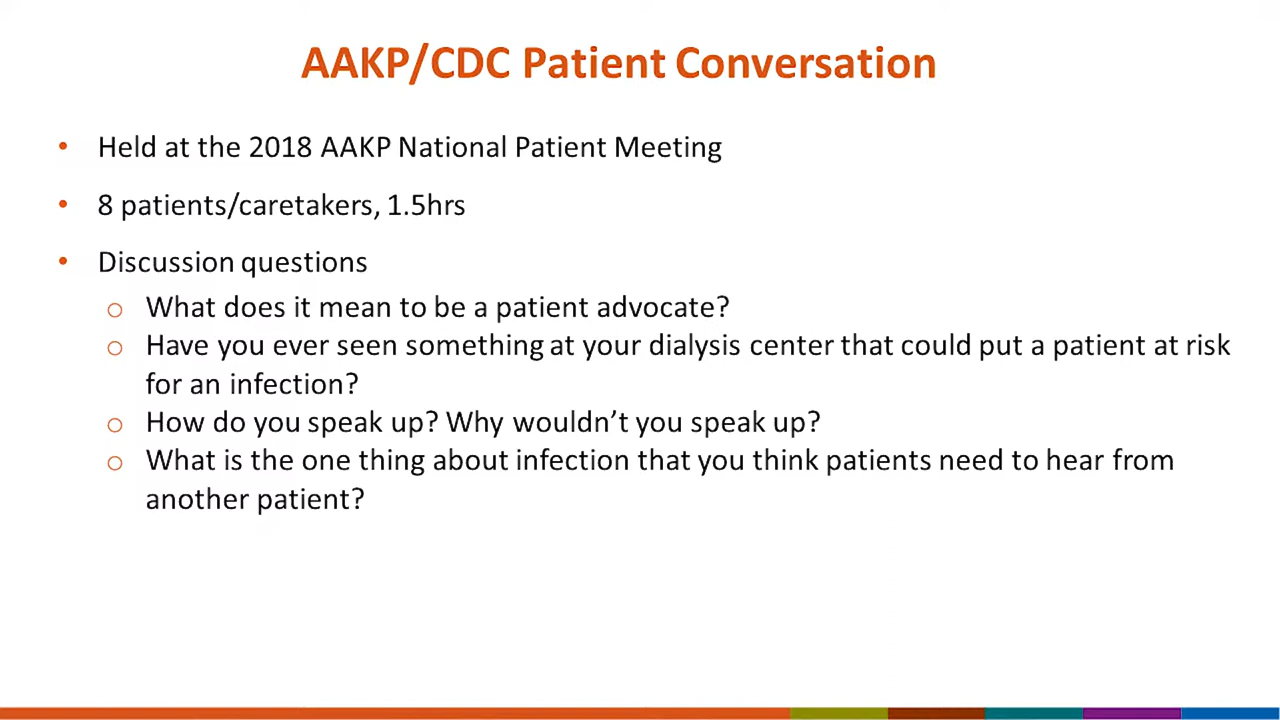 AAKP/CDC Patient Conversation
• Held at the 2018 AAKP National Patient Meeting
• 8 patients/caretakers, 1.5hrs
• Discussion questions
o What does it mean to be a patient advocate?
o Have you ever seen something at your dialysis center that could put a patient at risk
for an infection?
o How do you speak up? Why wouldn’t you speak up?
o What is the one thing about infection that you think patients need to hear from
another patient?